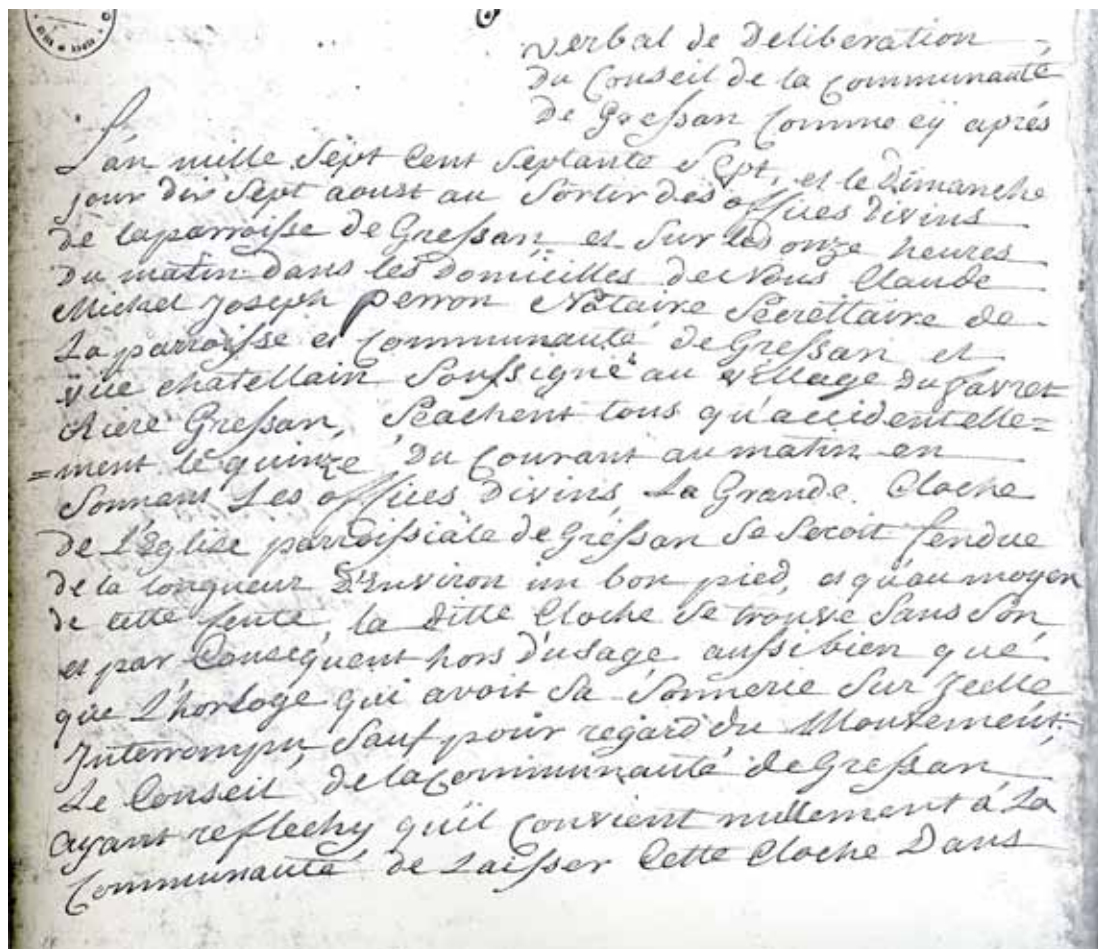 Verbal de Deliberation
Du Conseil de la Communauté
De Gressan Comme cÿ aprés
L'an mille Sept Cent Septante Sept, et le Dimanche
jour dix Sept aoust au Sortir des offices Divins
de laparroisse de Gressan et Sur les onze heures
Du matin dans les Domicilles de Nous Claude
Michel Joseph perron Notaire Secrettaire de
La parroisse et Communauté de Gressan et
vice chatellain Soussigné au village du favret
riere Gressan, Scachent tous qu'accidentelle=
=ment le quinze Du Courant au matin en
Sonnant Les offices Divins La Grande Cloche
de L'Eglise parroissiale de Gressan Se Seroit fendue
de la longueur D'Environ un bon pied, et qu'au moyen
de cette fente, la ditte Cloche Se trouve Sans Son
et par Consequent hors D'usage aussi bien que
que L'horloge qui avoit Sa Sonnerie Sur Jcelle
Jnterrompu, Sauf pour regard du Mouvement,
Le Conseil de la Communauté de Gressan
ayant reflechy qu'il Convient nullement á La
Communauté de Laisser Cette Cloche Dans